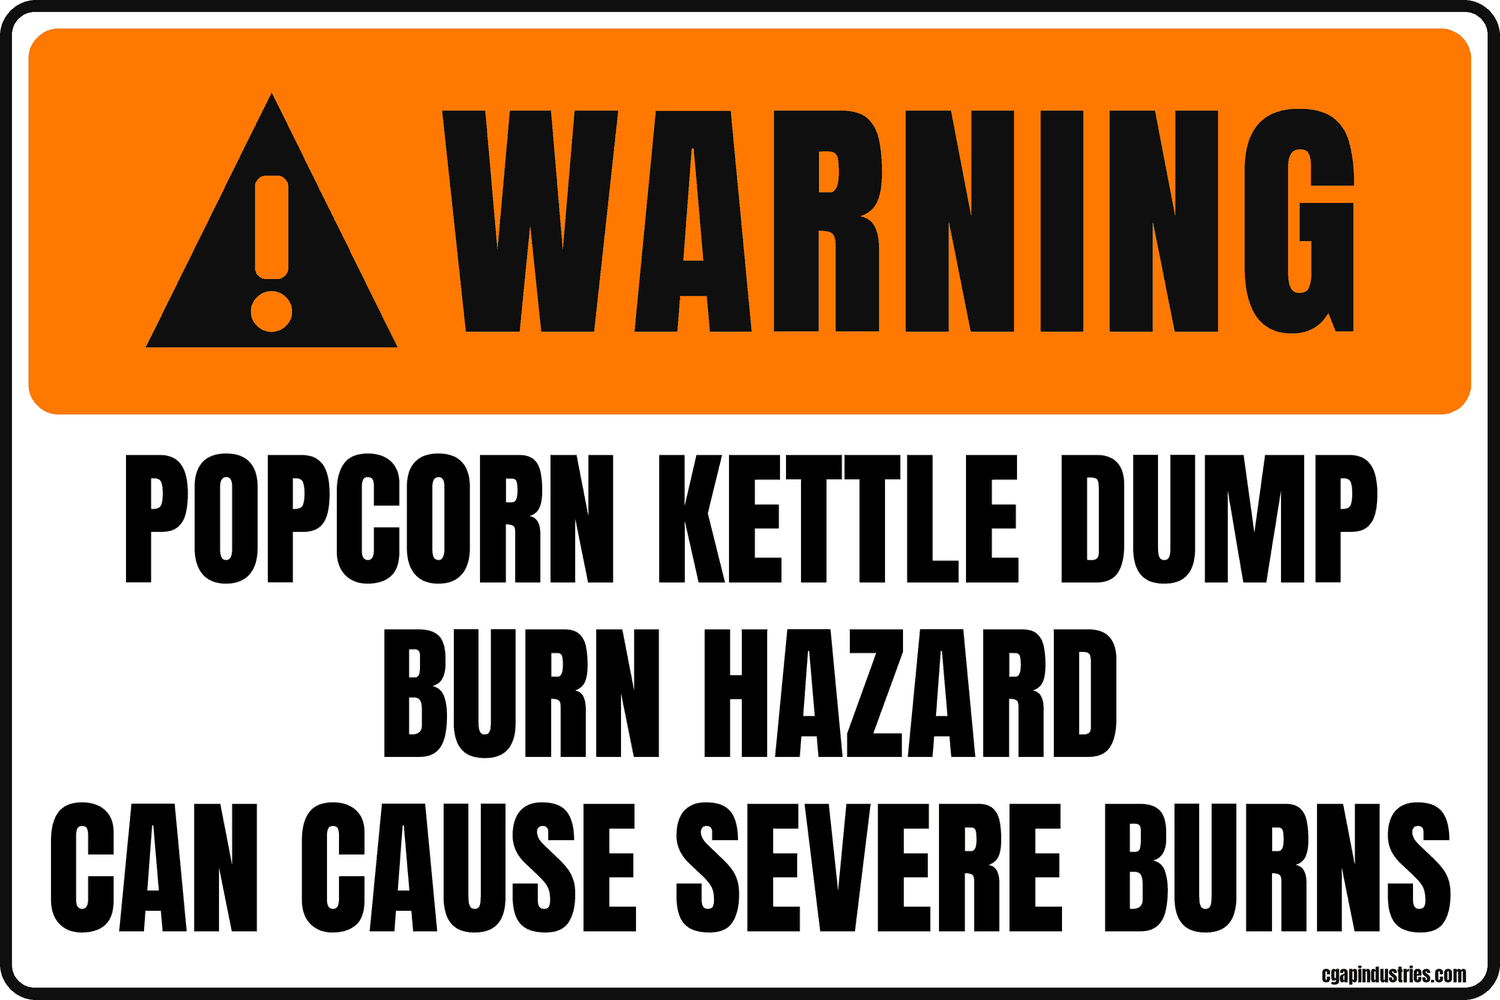 WARNING
POPCORN KETTLE DUMP
BURN HAZARD
CAN CAUSE SEVERE BURNS
cgapindustries.com